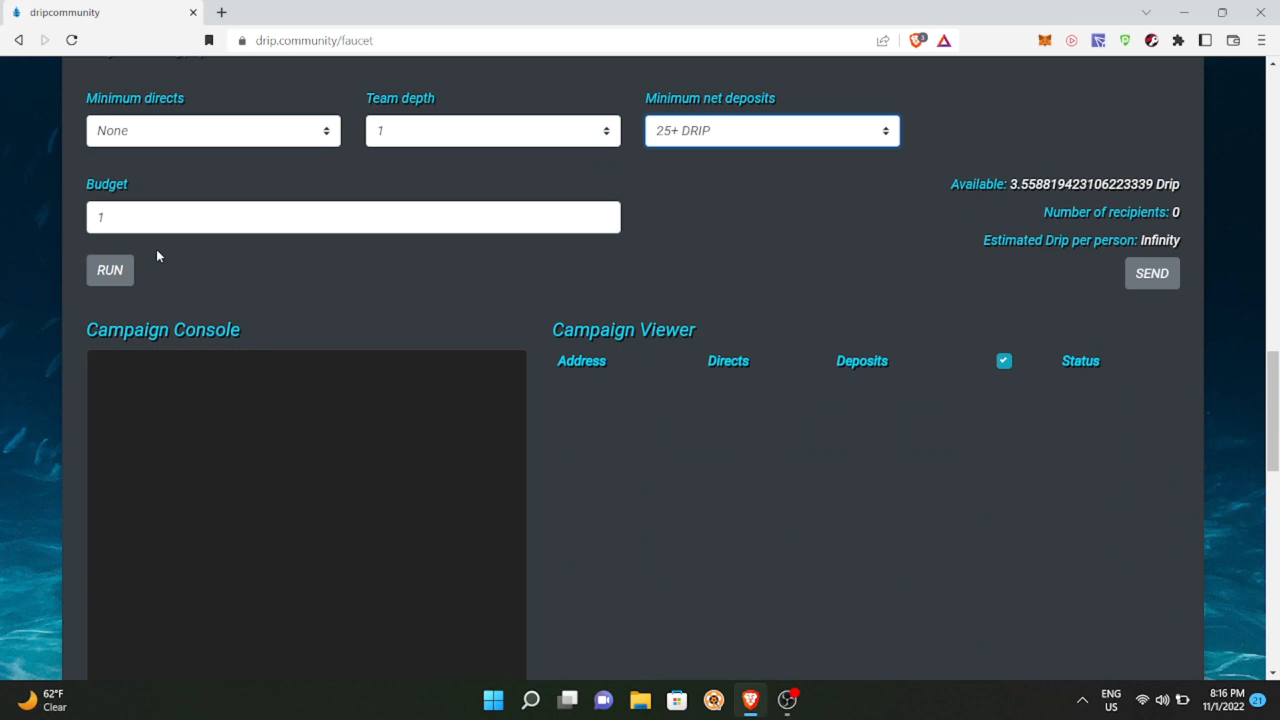 dripcommunity
drip.community/faucet
3
Minimum directs
Team depth
Minimum net deposits
None
1
25+ DRIP
Budget
Available: 3.558819423106223339 Drip
1
Number of recipients: 0
Estimated Drip per person: Infinity
RUN
SEND
Campaign Console
Campaign Viewer
Address Directs Deposits Status
62°F
Clear
ENG
US
8:16 PM
11/1/2022
21